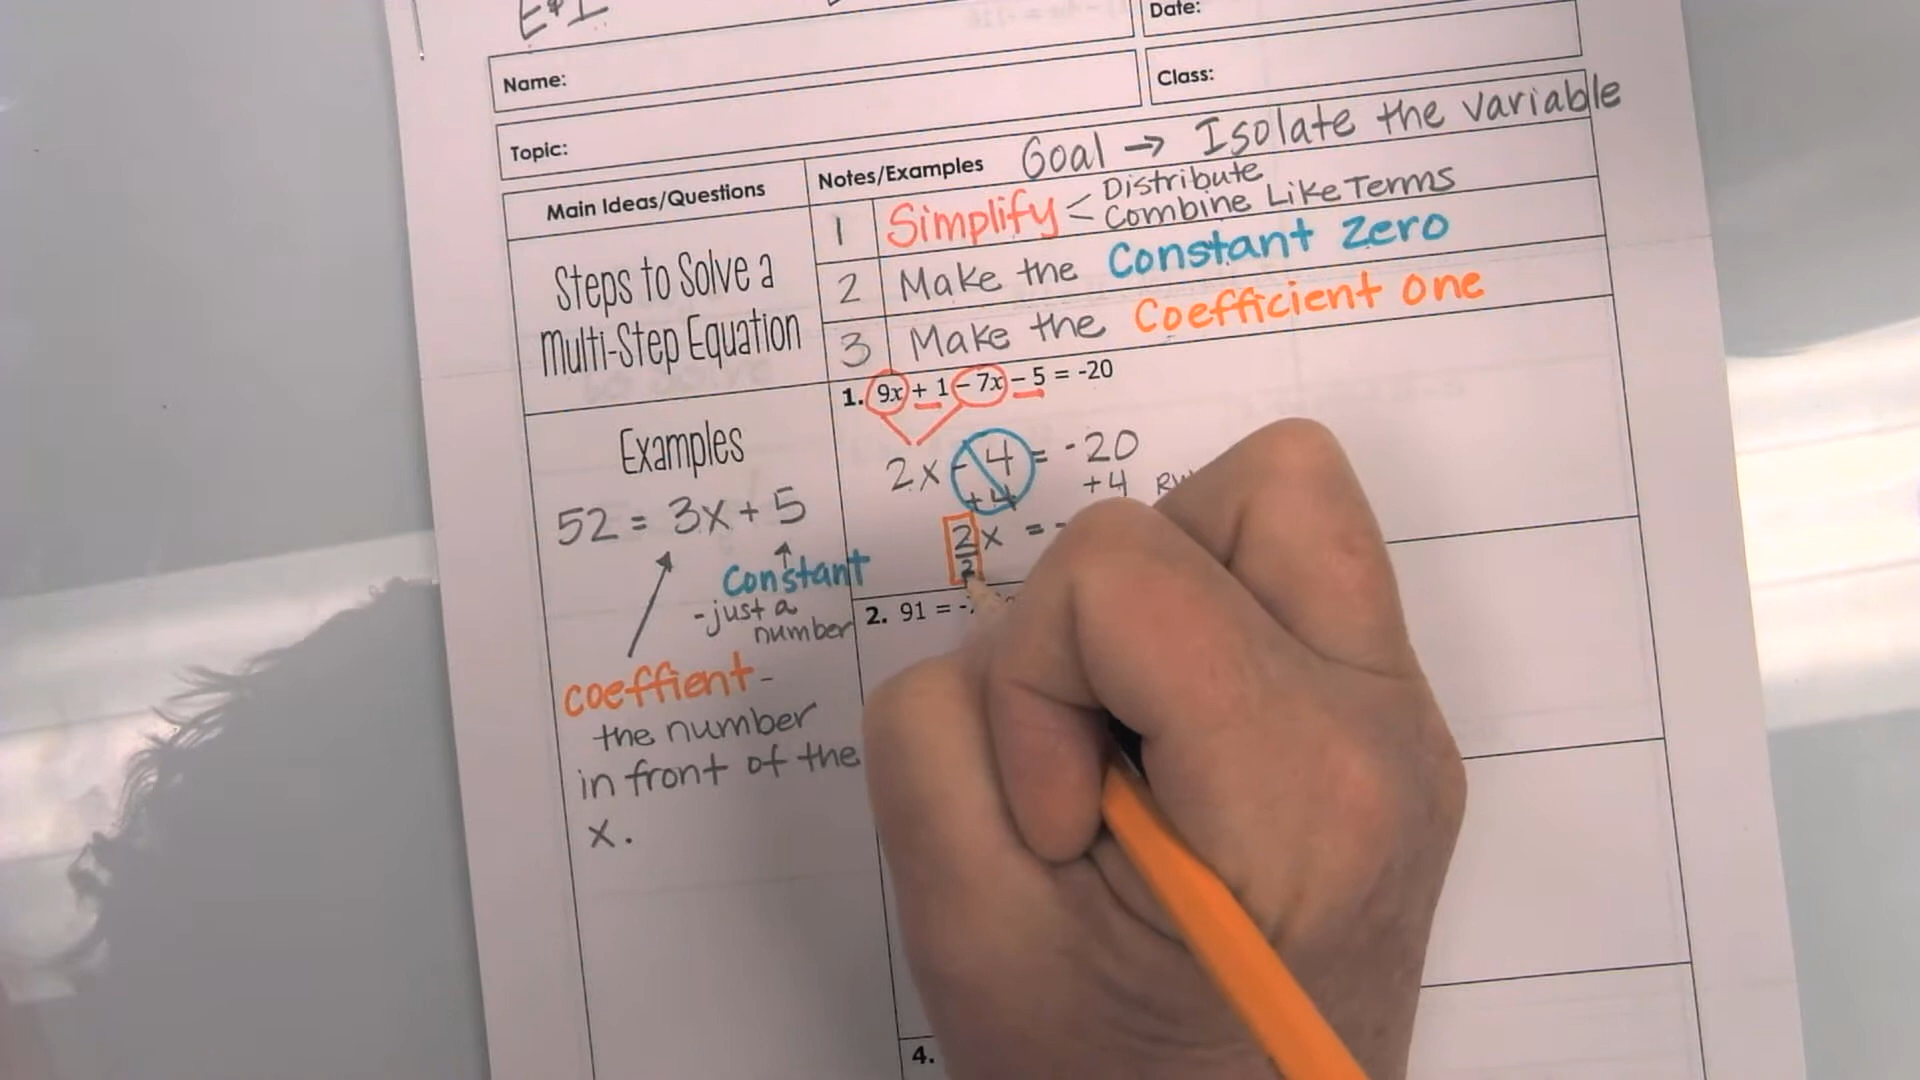 E&I
Date:
Name:
Class:
Topic:
Main Ideas/Questions
Notes/Examples Goal → Isolate the variable
1 Simplify < Distribute
Combine Like Terms
2 Make the Constant Zero
3 Make the Coefficient one
Steps to Solve a
Multi-Step Equation
Examples
52 = 3x + 5
Constant
- just a
number
coeffient -
the number
in front of the
x.
1. 9x + 1 - 7x - 5 = -20
2x - 4 = -20
+4 +4
2/2 x = -
2. 91 = -
4.